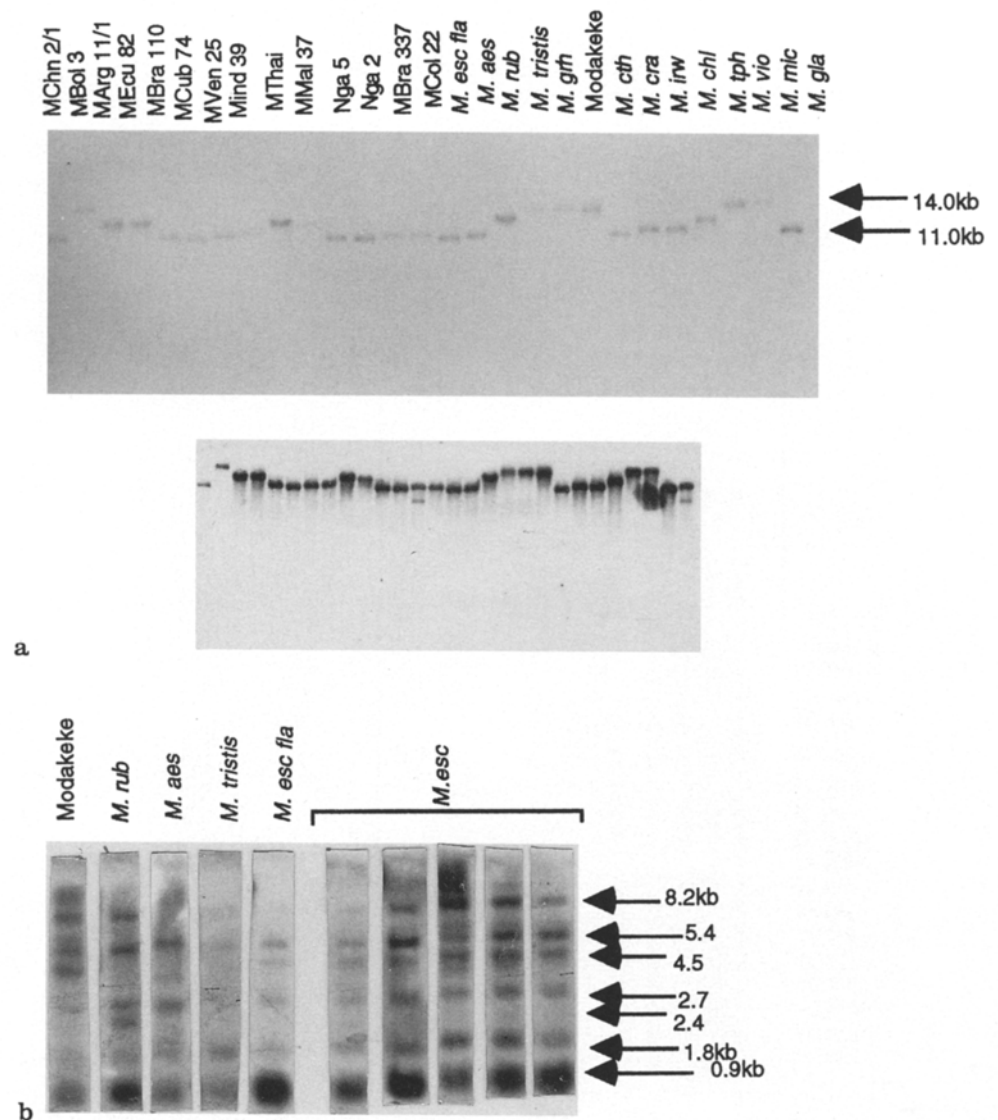 MChn 2/1
MBol 3
MArg 11/1
MEcu 82
MBra 110
MCub 74
MVen 25
Mind 39
MThai
MMal 37
Nga 5
Nga 2
MBra 337
MCol 22
M. esc fla
M. aes
M. rub
M. tristis
M. grh
Modakeke
M. cth
M. cra
M. irw
M. chl
M. tph
M. vio
M. mic
M. gla
14.0kb
11.0kb
a
Modakeke
M. rub
M. aes
M. tristis
M. esc fla
M.esc
8.2kb
5.4
4.5
2.7
2.4
1.8kb
0.9kb
b